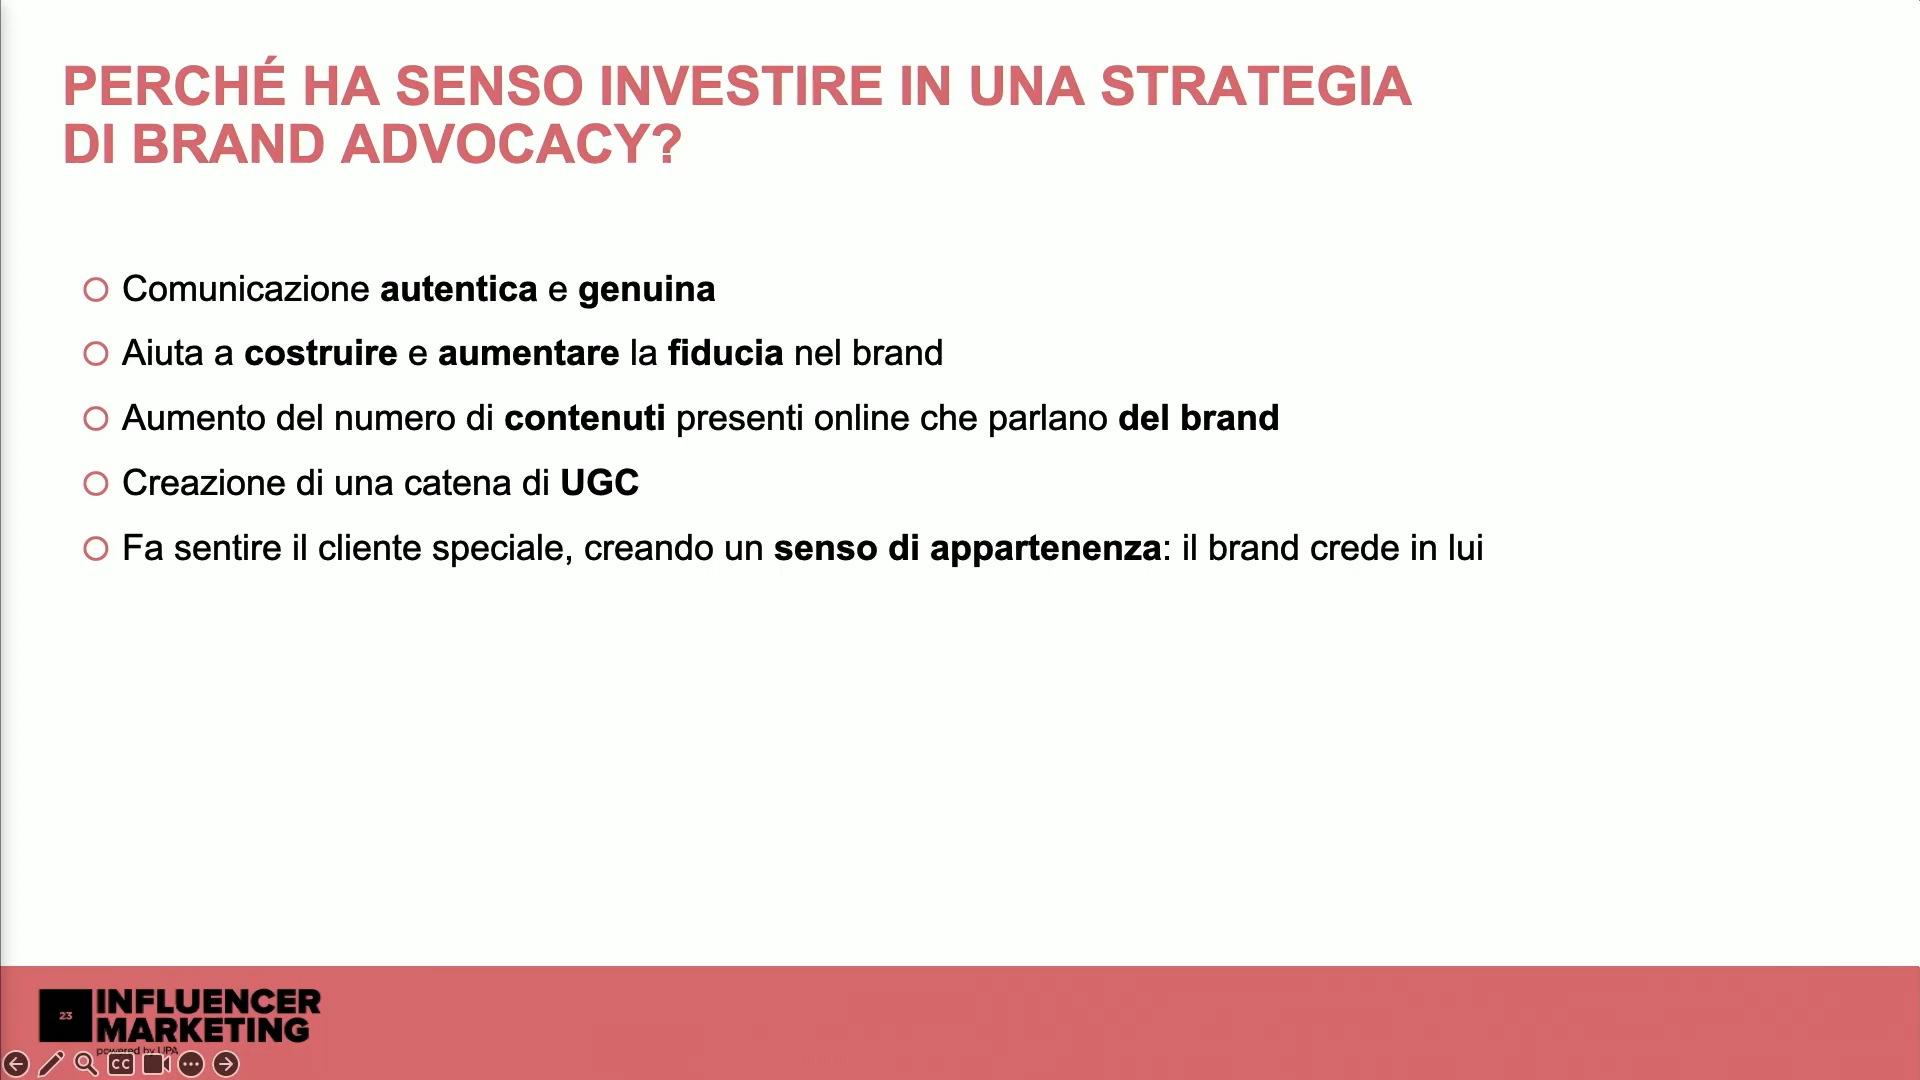 PERCHÉ HA SENSO INVESTIRE IN UNA STRATEGIA
DI BRAND ADVOCACY?
Comunicazione autentica e genuina
Aiuta a costruire e aumentare la fiducia nel brand
Aumento del numero di contenuti presenti online che parlano del brand
Creazione di una catena di UGC
Fa sentire il cliente speciale, creando un senso di appartenenza: il brand crede in lui
23
INFLUENCER
MARKETING
powered by UPA
CC